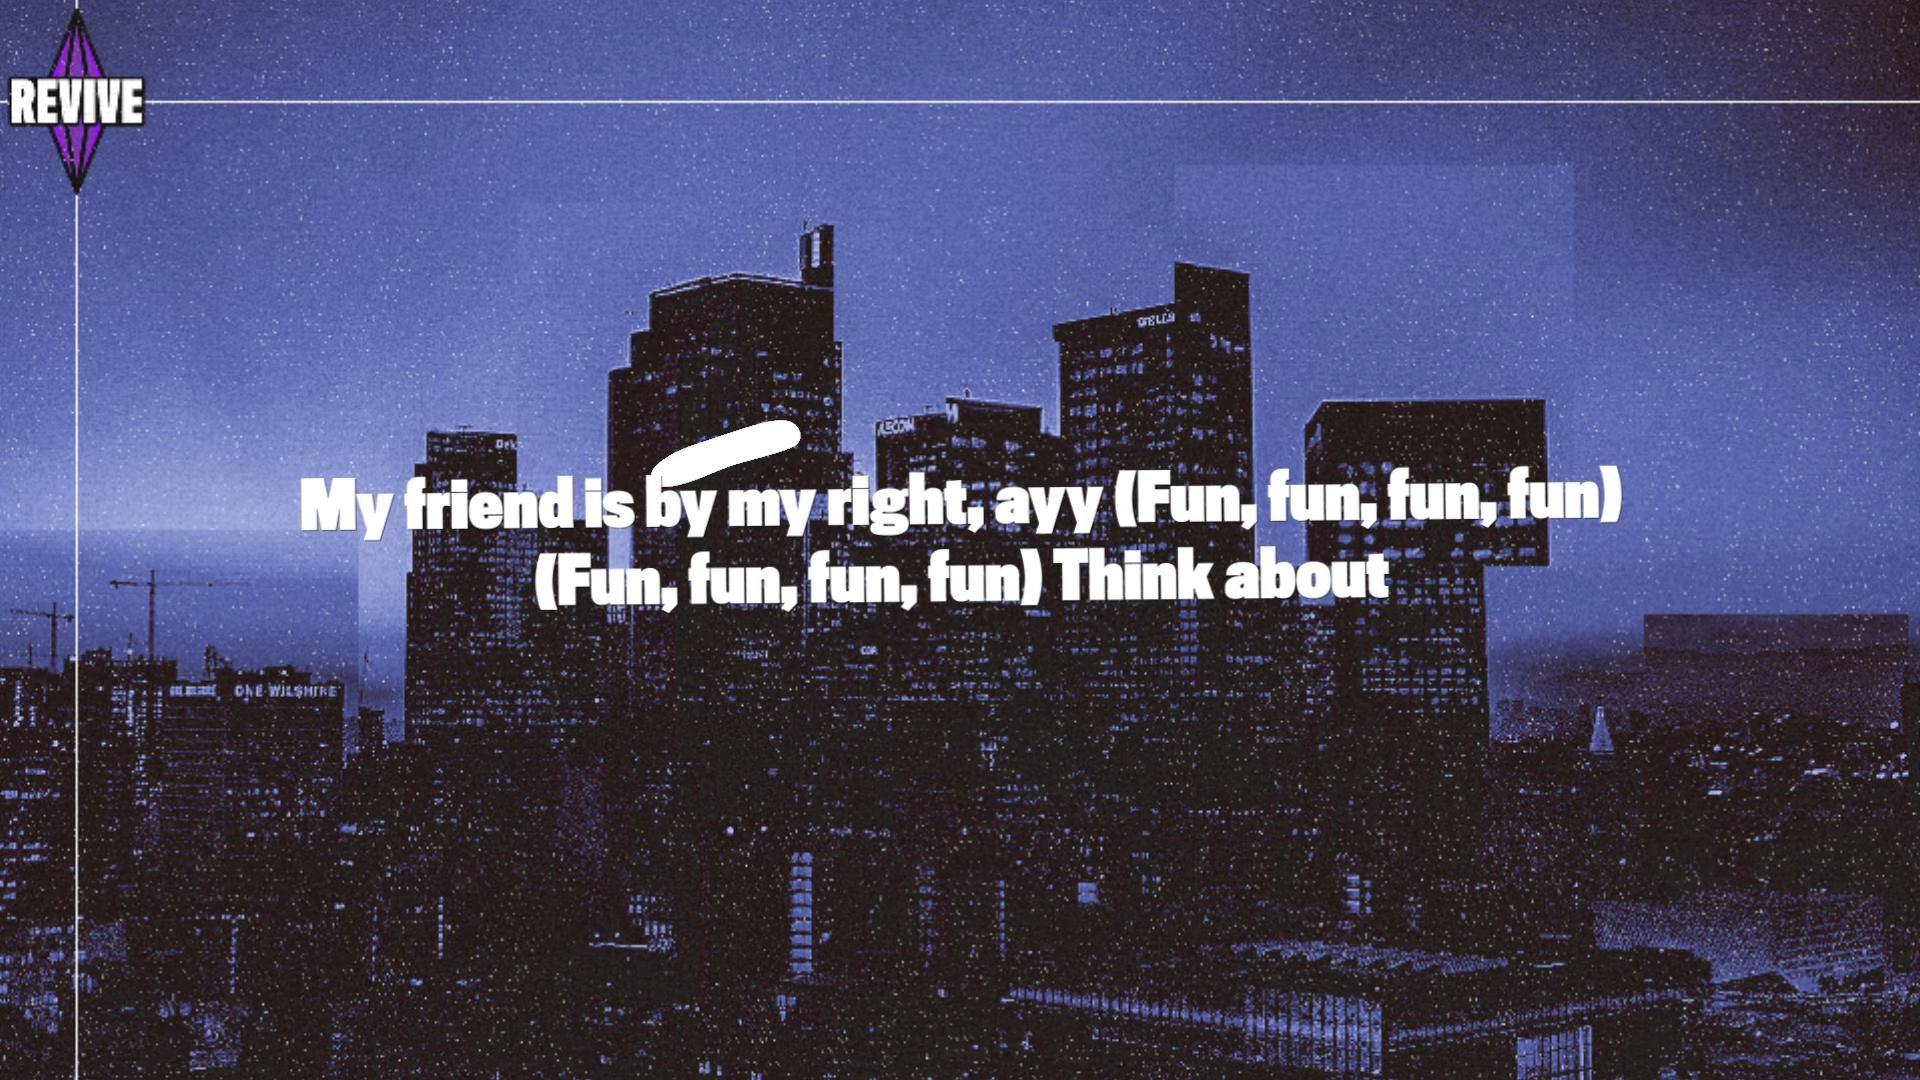 REVIVE
My friend is by my right, ayy (Fun, fun, fun, fun)
(Fun, fun, fun, fun) Think about
ONE WILSHIRE